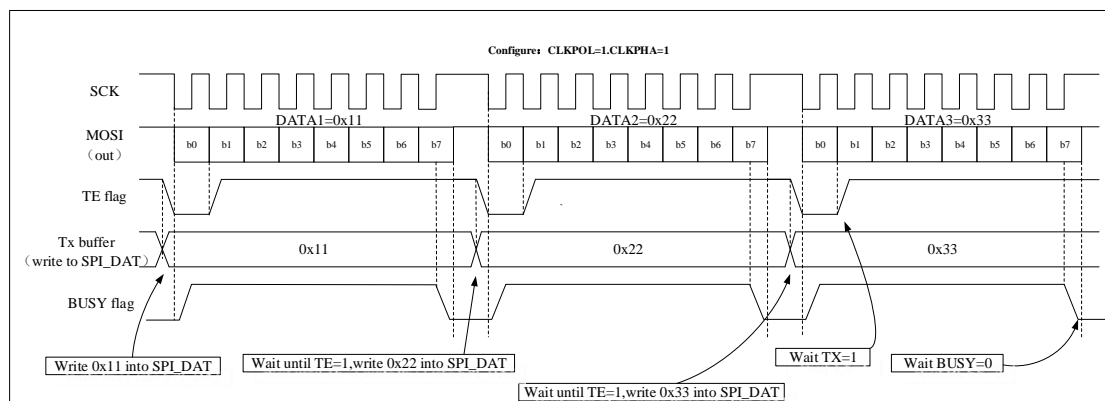 Configure：CLKPOL=1.CLKPHA=1
SCK
DATA1=0x11 DATA2=0x22 DATA3=0x33
MOSI
（out）
b0 b1 b2 b3 b4 b5 b6 b7 b0 b1 b2 b3 b4 b5 b6 b7 b0 b1 b2 b3 b4 b5 b6 b7
TE flag
Tx buffer
（write to SPI_DAT）
0x11 0x22 0x33
BUSY flag
Write 0x11 into SPI_DAT
Wait until TE=1,write 0x22 into SPI_DAT
Wait TX=1
Wait BUSY=0
Wait until TE=1,write 0x33 into SPI_DAT